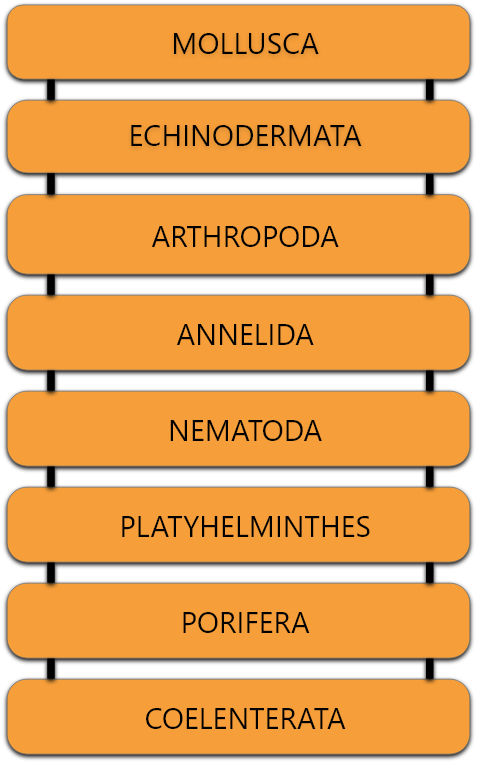 MOLLUSCA
ECHINODERMATA
ARTHROPODA
ANNELIDA
NEMATODA
PLATYHELMINTHES
PORIFERA
COELENTERATA